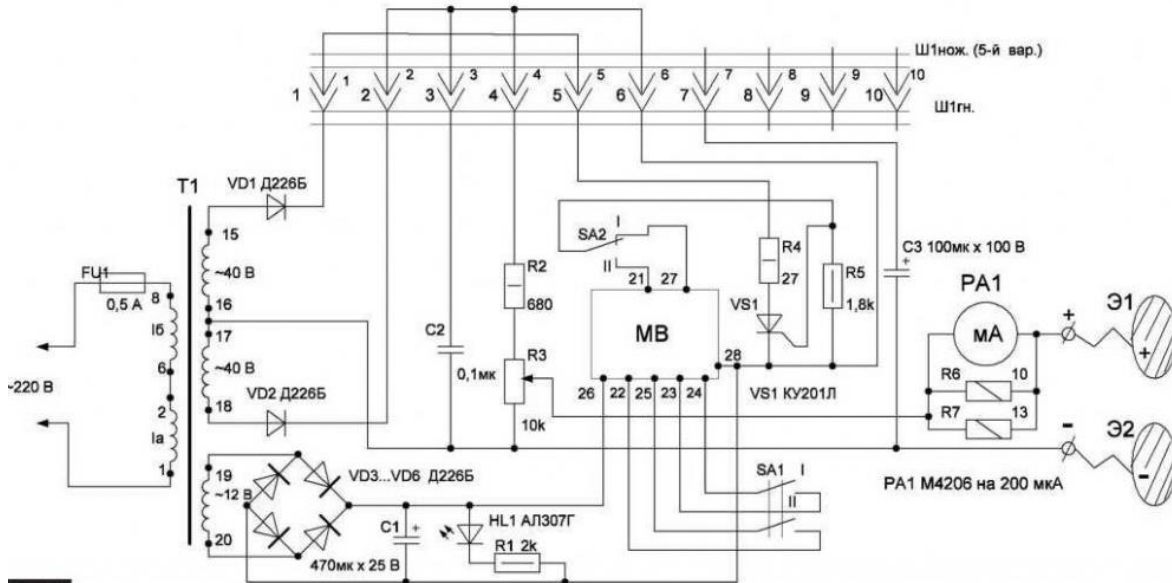 Ш1нож. (5-й вар.)
1 2 3 4 5 6 7 8 9 10
1 2 3 4 5 6 7 8 9 10
Ш1гн.
T1
VD1 Д226Б
15
~40 В
16
17
~40 В
18
VD2 Д226Б
FU1
0,5 А
8
Iб
6
2
Iа
1
~220 В
19
~12 В
20
VD3...VD6 Д226Б
C1 +
470мк х 25 В
HL1 АЛ307Г
R1 2k
C2
0,1мк
R2
680
R3
10k
SA2
I
II
21 27
МВ
28
26 22 25 23 24
R4
27
VS1
R5
1,8k
VS1 КУ201Л
SA1
I
II
C3 100мк х 100 В
+
PA1
мА
R6 10
R7 13
+
Э1
+
-
Э2
-
PA1 М4206 на 200 мкА